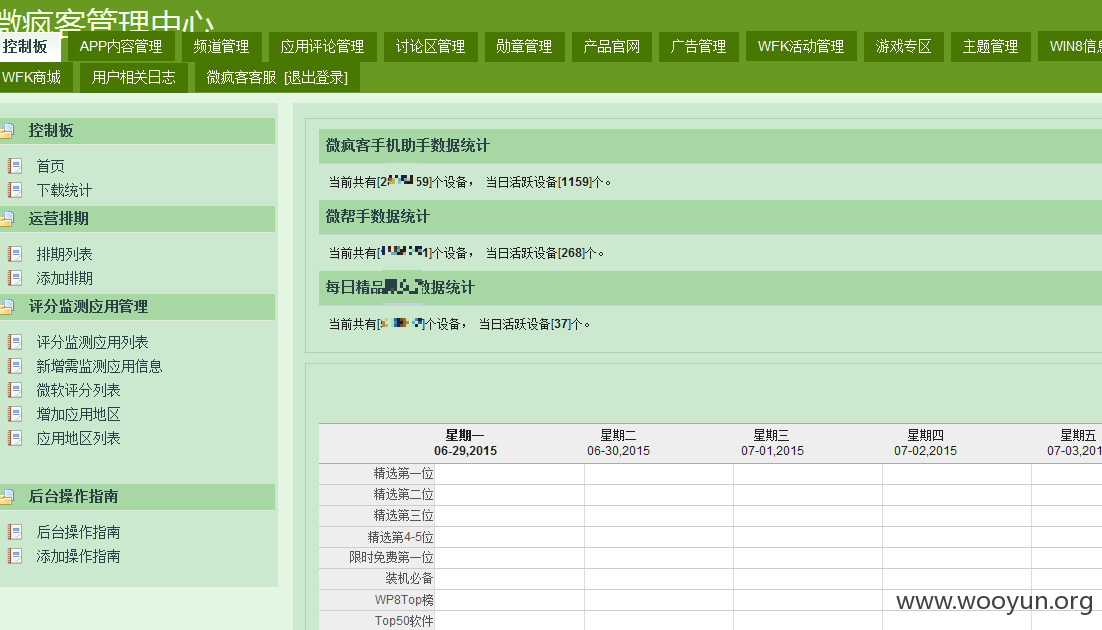 微疯客管理中心
控制板 APP内容管理 频道管理 应用评论管理 讨论区管理 勋章管理 产品官网 广告管理 WFK活动管理 游戏专区 主题管理 WIN8信息
WFK商城 用户相关日志 微疯客客服 [退出登录]
控制板
首页
下载统计
运营排期
排期列表
添加排期
评分监测应用管理
评分监测应用列表
新增需监测应用信息
微软评分列表
增加应用地区
应用地区列表
后台操作指南
后台操作指南
添加操作指南
微疯客手机助手数据统计
当前共有[2 59]个设备， 当日活跃设备[1159]个。
微帮手数据统计
当前共有[ 1]个设备， 当日活跃设备[268]个。
每日精品 数据统计
当前共有[ ]个设备， 当日活跃设备[37]个。
星期一 星期二 星期三 星期四 星期五
06-29,2015 06-30,2015 07-01,2015 07-02,2015 07-03,201
精选第一位
精选第二位
精选第三位
精选第4-5位
限时免费第一位
装机必备
WP8Top榜
Top50软件
www.wooyun.org